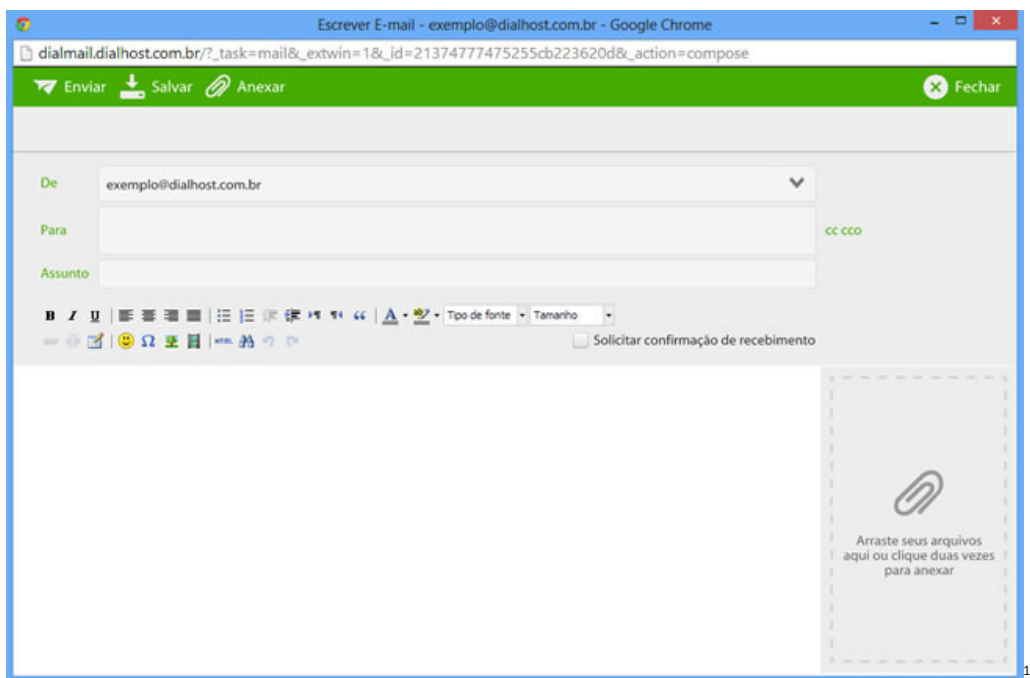 Escrever E-mail - exemplo@dialhost.com.br - Google Chrome
dialmail.dialhost.com.br/?_task=mail&_extwin=1&_id=21374777475255cb223620d&_action=compose
Enviar Salvar Anexar Fechar
De exemplo@dialhost.com.br
Para cc cco
Assunto
B I U A Tipo de fonte Tamanho
Ω HTML Solicitar confirmação de recebimento
Arraste seus arquivos
aqui ou clique duas vezes
para anexar
1